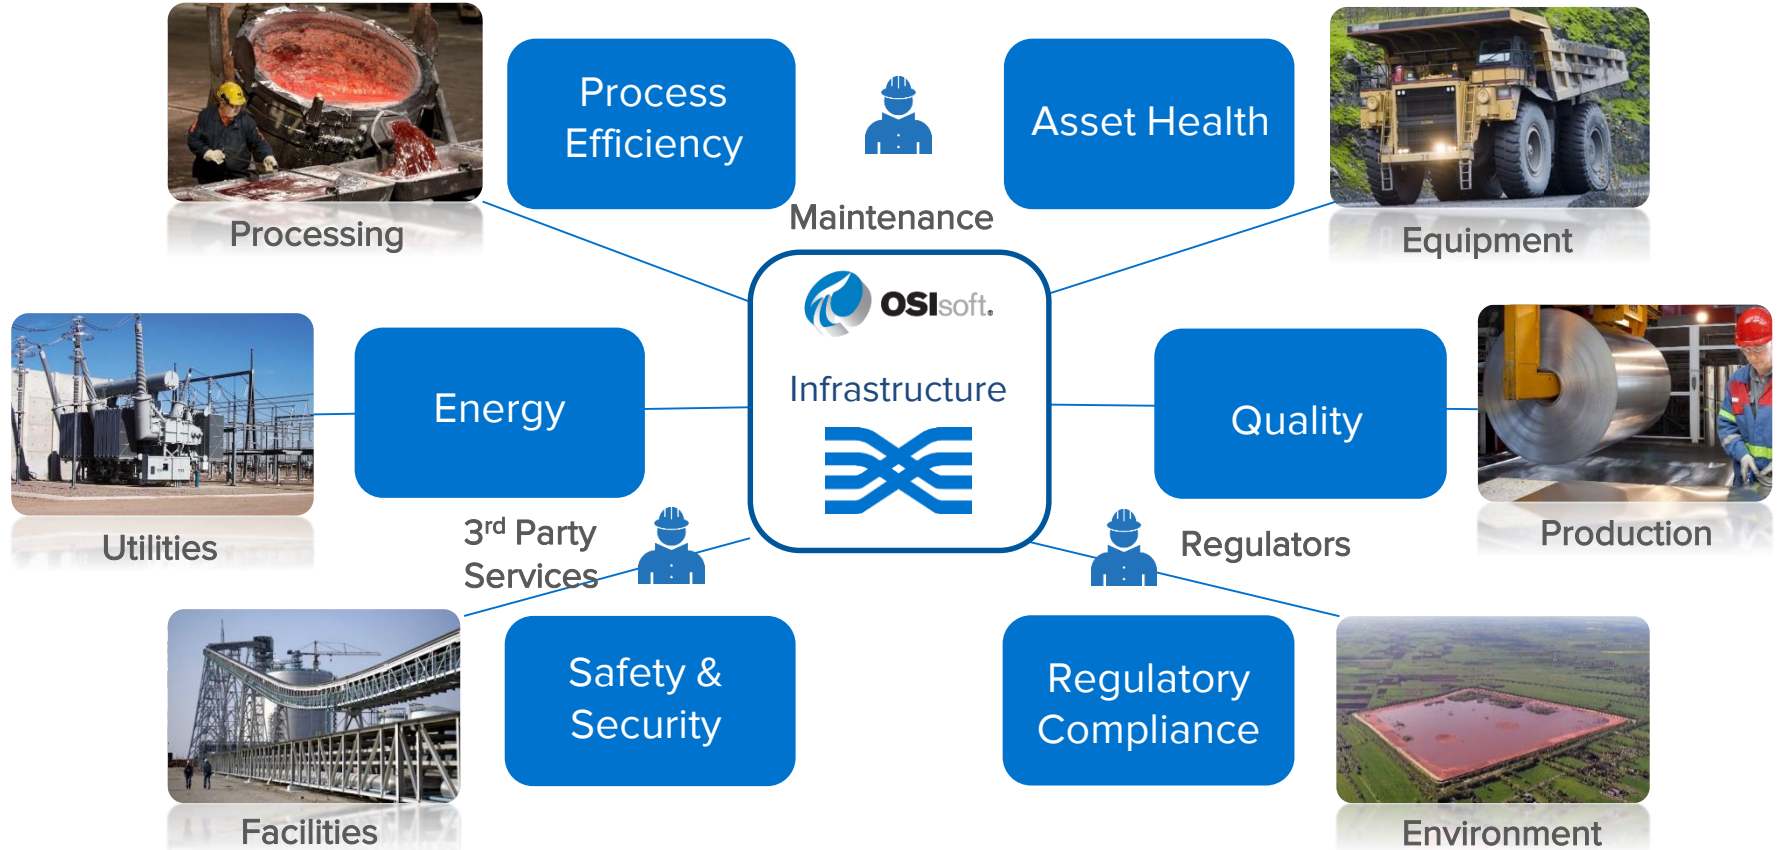 Process
Efficiency
Asset Health
Maintenance
Processing
Equipment
OSIsoft.
Infrastructure
Energy
Quality
3rd Party
Services
Regulators
Utilities
Production
Safety &
Security
Regulatory
Compliance
Facilities
Environment